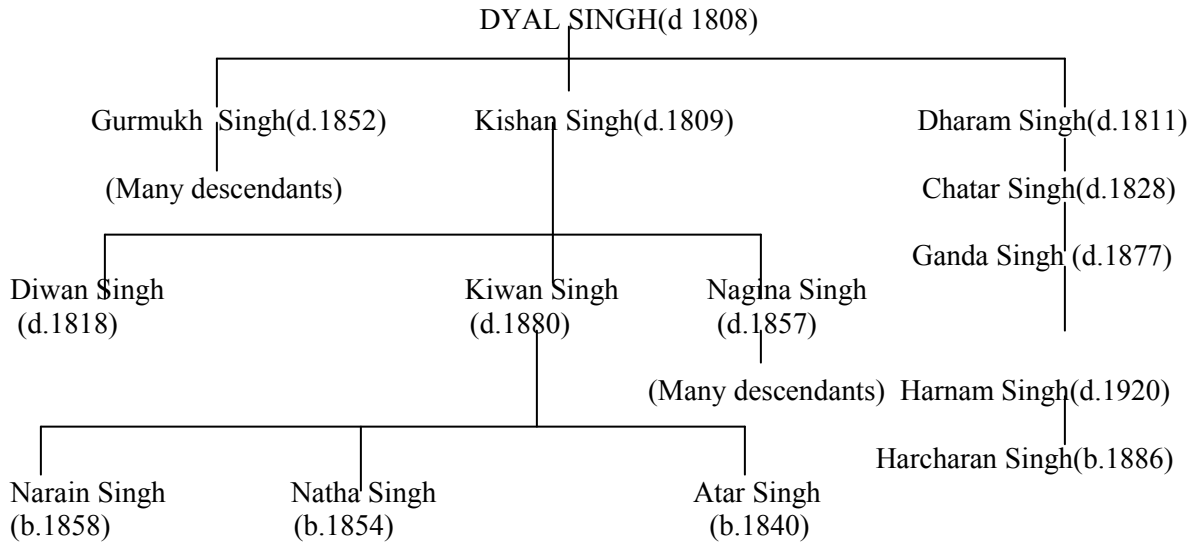 DYAL SINGH(d 1808)
Gurmukh Singh(d.1852) Kishan Singh(d.1809) Dharam Singh(d.1811)
(Many descendants) Chatar Singh(d.1828)
Ganda Singh (d.1877)
Diwan Singh Kiwan Singh Nagina Singh
(d.1818) (d.1880) (d.1857)
(Many descendants) Harnam Singh(d.1920)
Harcharan Singh(b.1886)
Narain Singh Natha Singh Atar Singh
(b.1858) (b.1854) (b.1840)